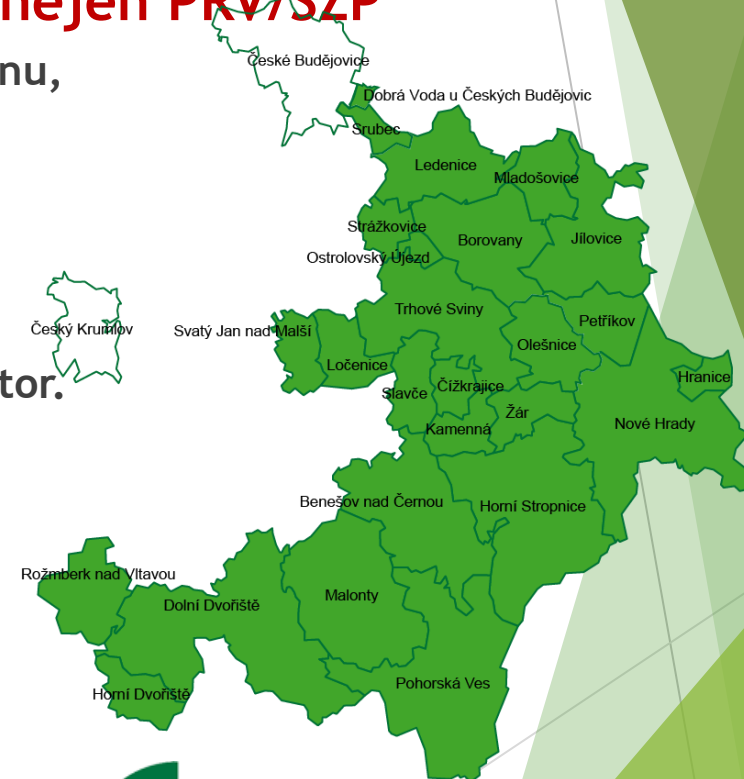 nejen PRV/SZP
nu,
tor.
České Budějovice
Dobrá Voda u Českých Budějovic
Srubec
Ledenice
Mladošovice
Strážkovice
Borovany
Jílovice
Ostrolovský Újezd
Trhové Sviny
Petříkov
Český Krumlov
Svatý Jan nad Malší
Olešnice
Ločenice
Hranice
Slavče
Čížkrajice
Žár
Nové Hrady
Kamenná
Benešov nad Černou
Horní Stropnice
Rožmberk nad Vltavou
Malonty
Dolní Dvořiště
Pohorská Ves
Horní Dvořiště